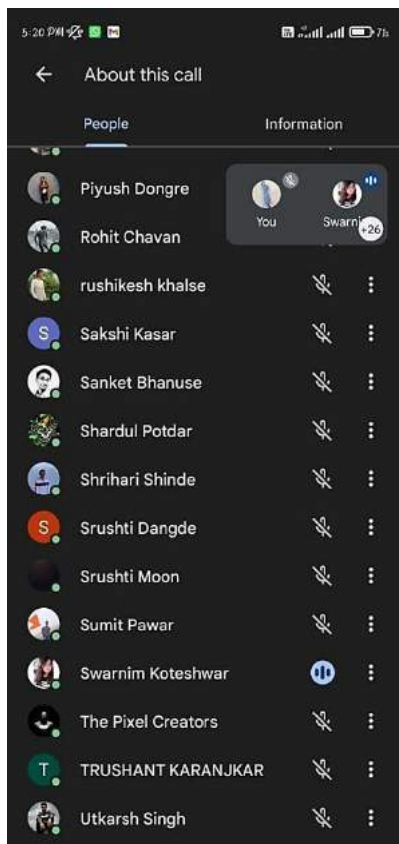 5:20 PM 71%
About this call
People Information
Piyush Dongre
You Swarni +26
Rohit Chavan
rushikesh khalse
S Sakshi Kasar
Sanket Bhanuse
Shardul Potdar
Shrihari Shinde
S Srushti Dangde
Srushti Moon
Sumit Pawar
Swarnim Koteshwar
The Pixel Creators
T TRUSHANT KARANJKAR
Utkarsh Singh